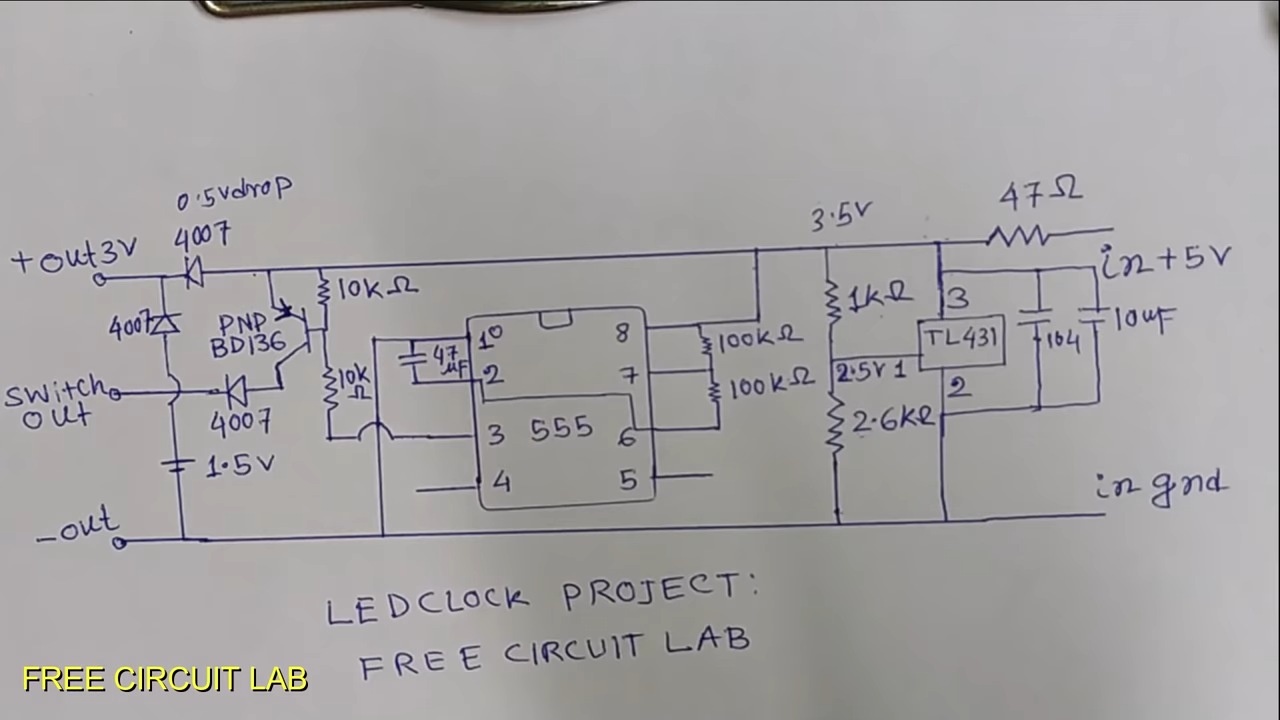 0.5vdrop
4007
+out3v
10kΩ
4007
PNP
BD136
switch
out
4007
10k
Ω
1.5v
-out
47
µF
1
2
3
4
555
8
7
6
5
100kΩ
100kΩ
3.5v
1kΩ
2.5v 1
2.6kΩ
47Ω
in+5v
3
TL431
2
104
10uF
in gnd
LEDCLOCK PROJECT:
FREE CIRCUIT LAB
FREE CIRCUIT LAB